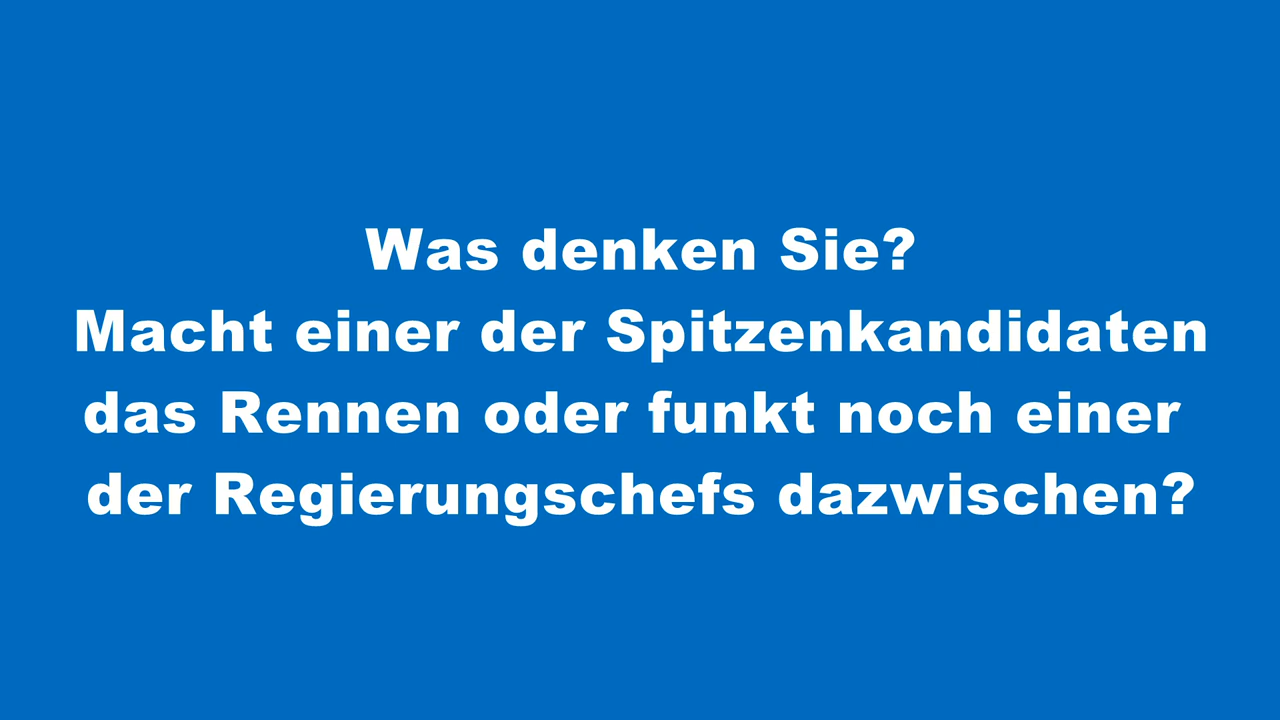 Was denken Sie?
Macht einer der Spitzenkandidaten
das Rennen oder funkt noch einer
der Regierungschefs dazwischen?